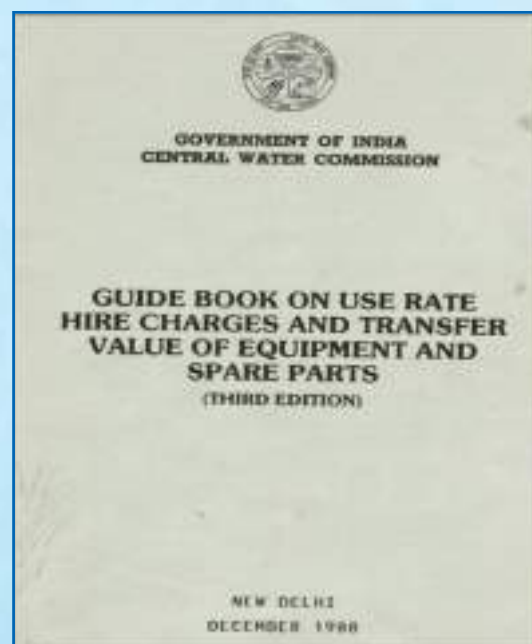 GOVERNMENT OF INDIA
CENTRAL WATER COMMISSION
GUIDE BOOK ON USE RATE
HIRE CHARGES AND TRANSFER
VALUE OF EQUIPMENT AND
SPARE PARTS
(THIRD EDITION)
NEW DELHI
DECEMBER